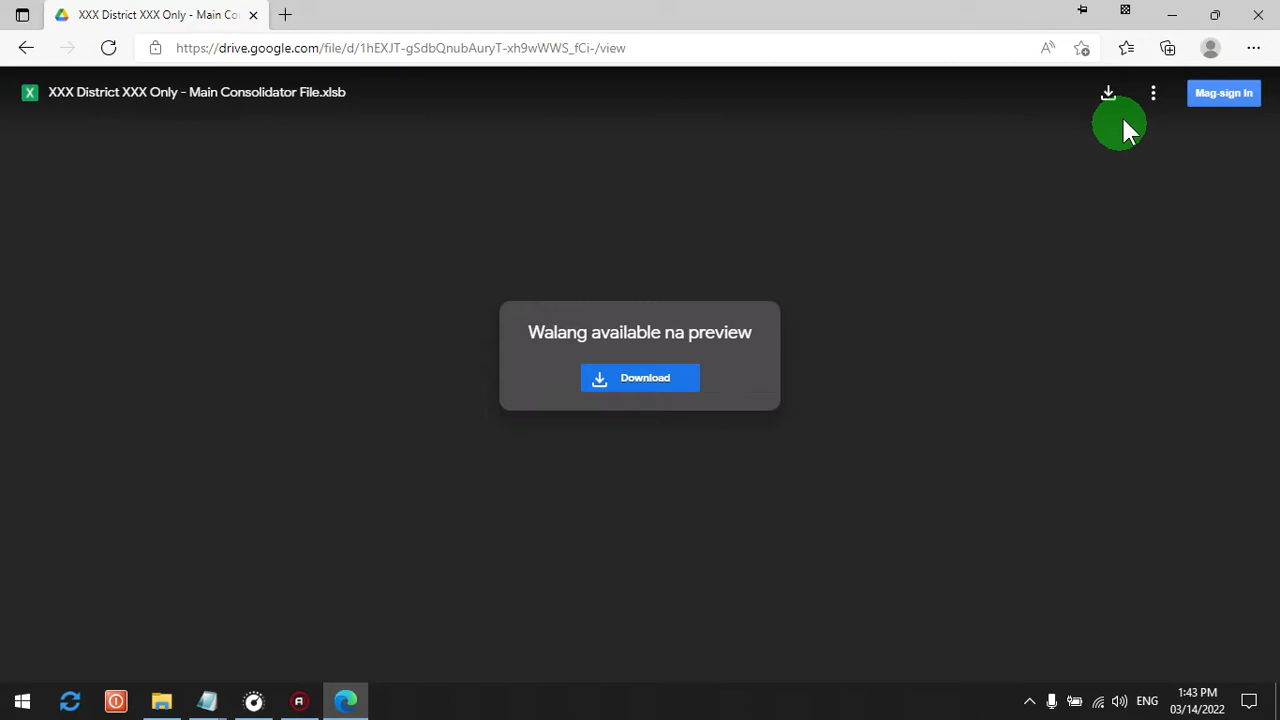 XXX District XXX Only - Main Co
https://drive.google.com/file/d/1hEXJT-gSdbQnubAuryT-xh9wWWS_fCi-/view
XXX District XXX Only - Main Consolidator File.xlsb
Mag-sign In
Walang available na preview
Download
ENG
1:43 PM
03/14/2022